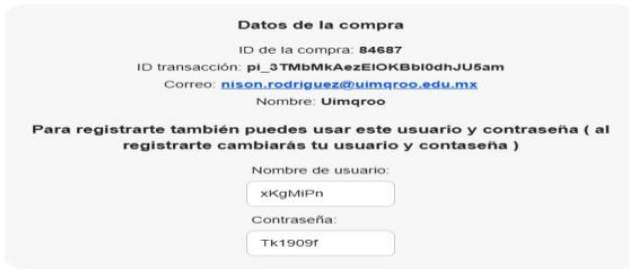 Datos de la compra
ID de la compra: 84687
ID transacción: pi_3TMbMkAezElOKBbl0dhJU5am
Correo: nison.rodriguez@uimqroo.edu.mx
Nombre: Uimqroo
Para registrarte también puedes usar este usuario y contraseña ( al
registrarte cambiarás tu usuario y contaseña )
Nombre de usuario:
xKgMiPn
Contraseña:
Tk1909f